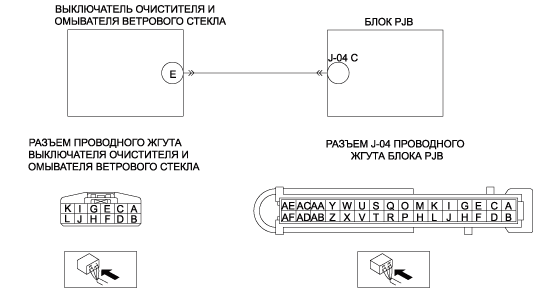 ВЫКЛЮЧАТЕЛЬ ОЧИСТИТЕЛЯ И
ОМЫВАТЕЛЯ ВЕТРОВОГО СТЕКЛА
БЛОК PJB
E
J-04 C
РАЗЪЕМ ПРОВОДНОГО ЖГУТА
ВЫКЛЮЧАТЕЛЯ ОЧИСТИТЕЛЯ И
ОМЫВАТЕЛЯ ВЕТРОВОГО СТЕКЛА
РАЗЪЕМ J-04 ПРОВОДНОГО
ЖГУТА БЛОКА PJB
K I G E C A
L J H F D B
AE AC AA Y W U S Q O M K I G E C A
AF AD AB Z X V T R P H L J H F D B